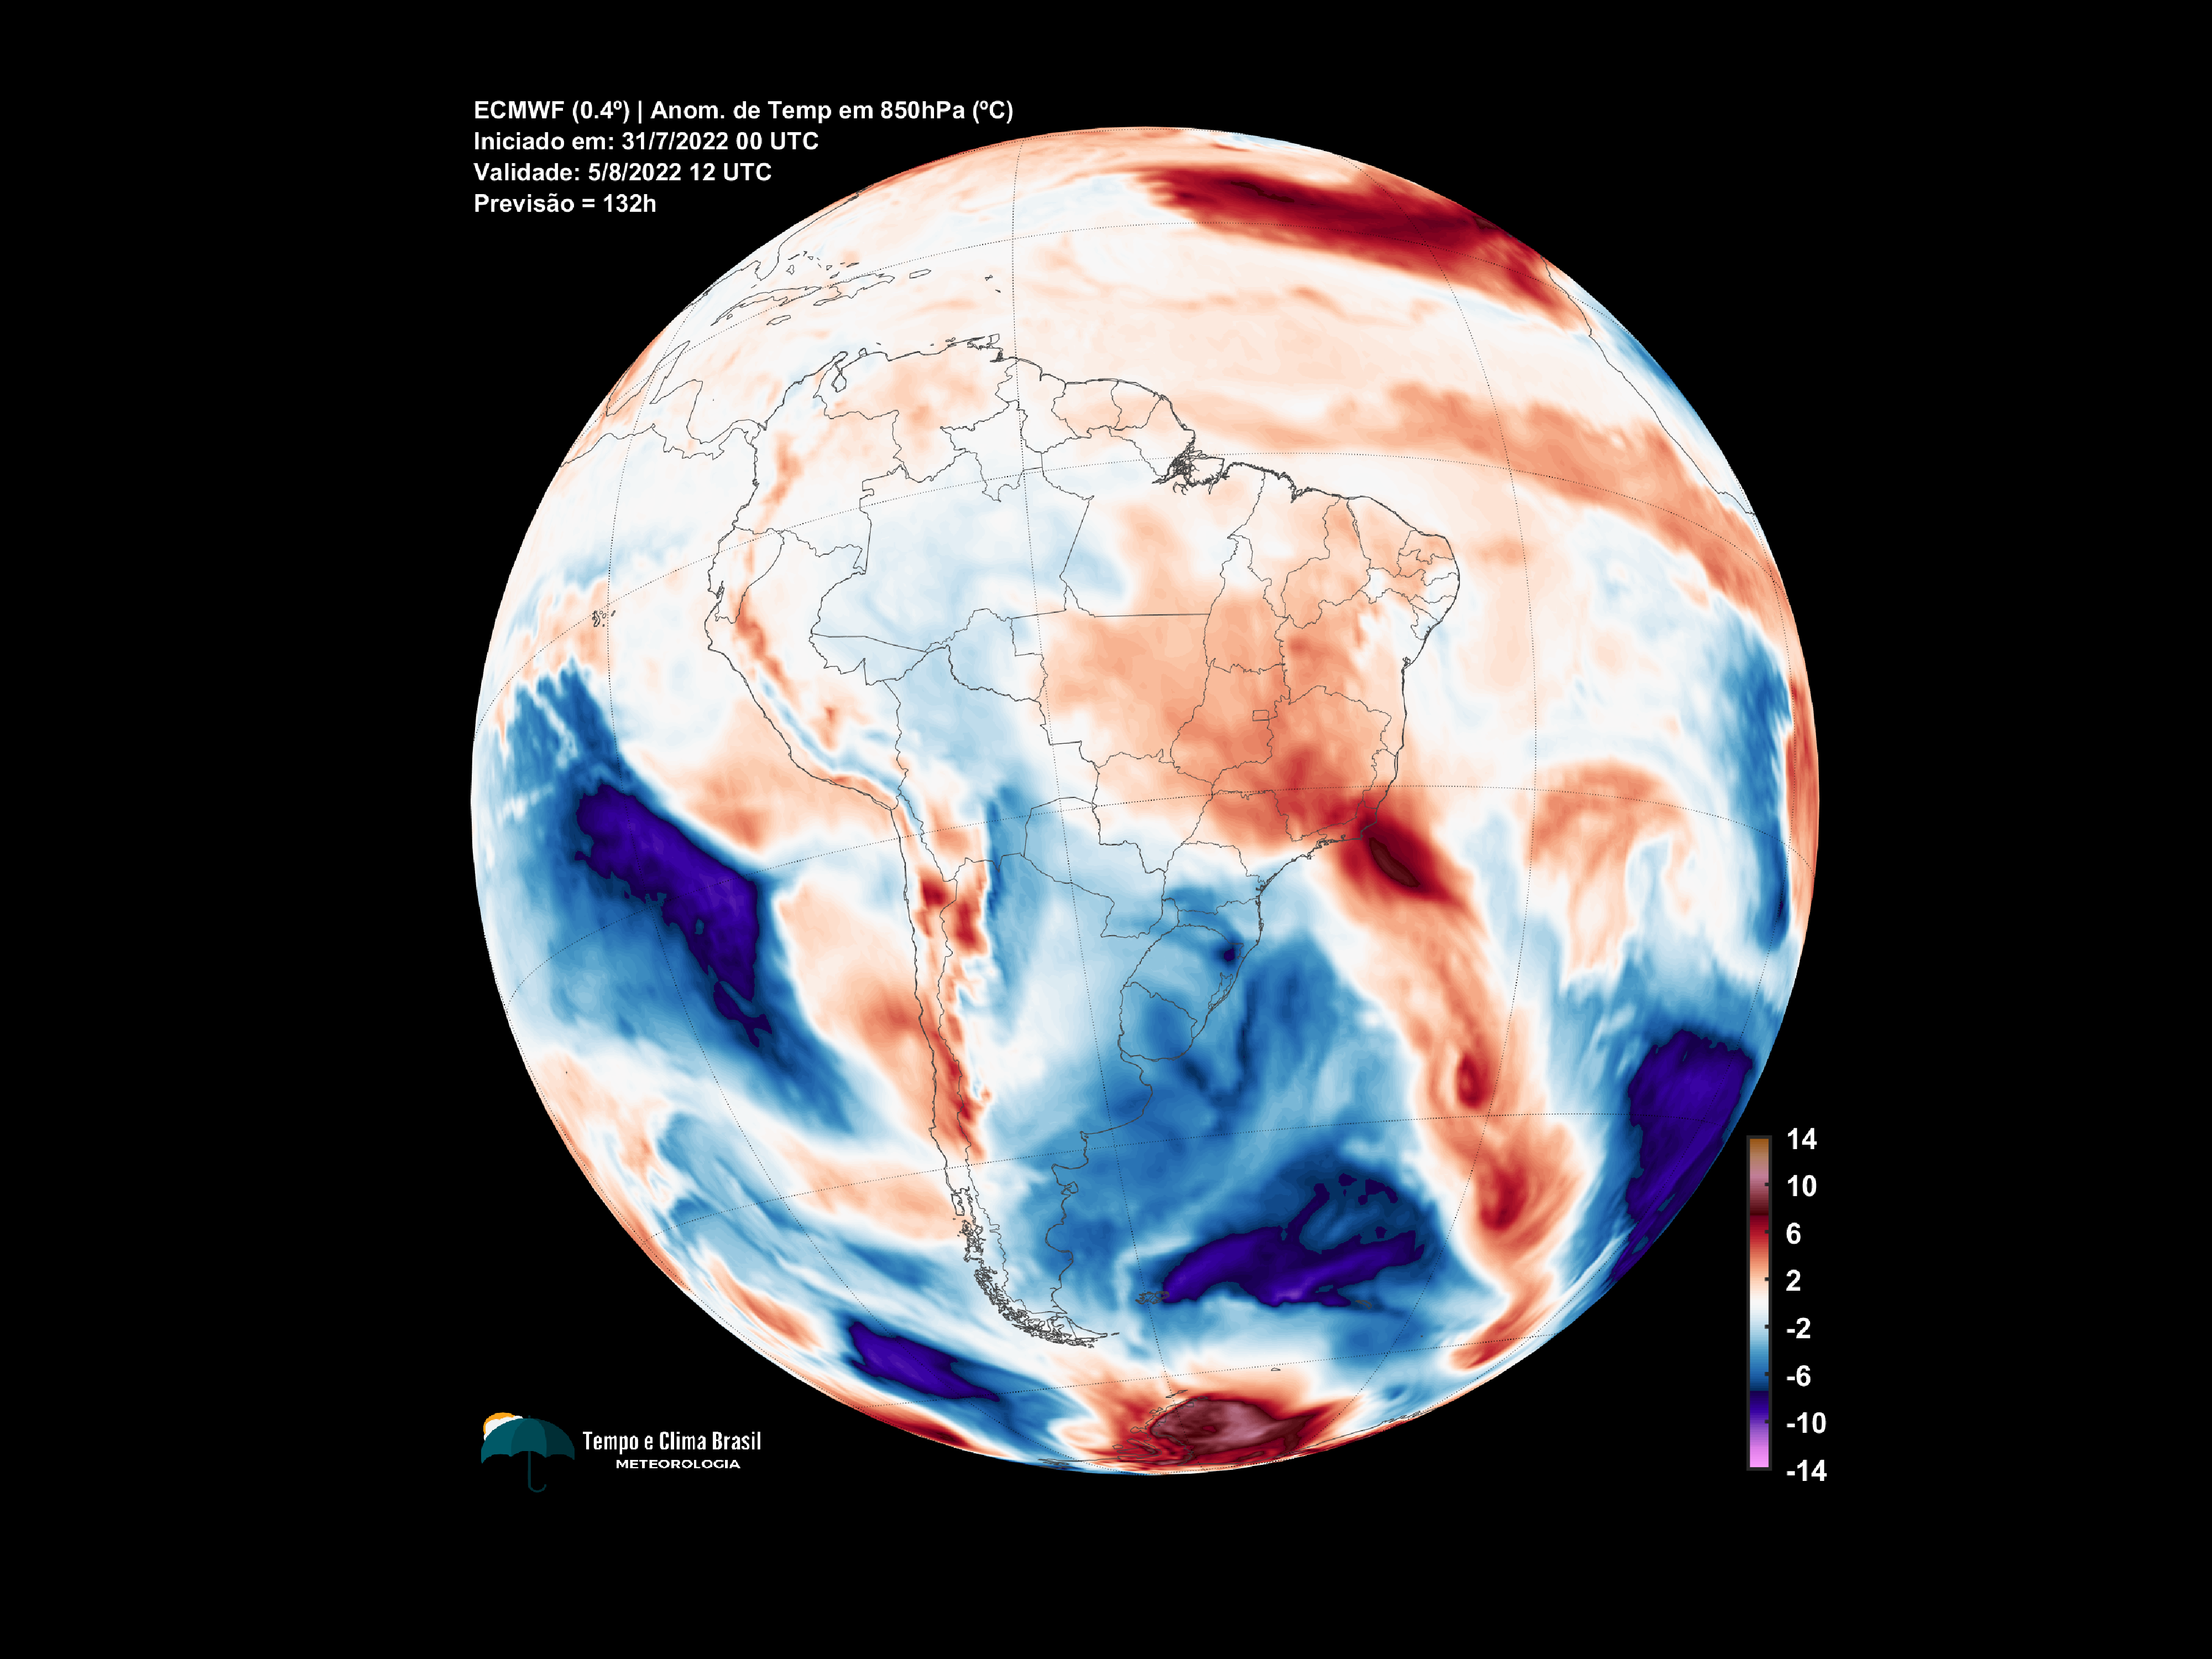 ECMWF (0.4º) | Anom. de Temp em 850hPa (ºC)
Iniciado em: 31/7/2022 00 UTC
Validade: 5/8/2022 12 UTC
Previsão = 132h
14
10
6
2
-2
-6
-10
-14
Tempo e Clima Brasil
METEOROLOGIA